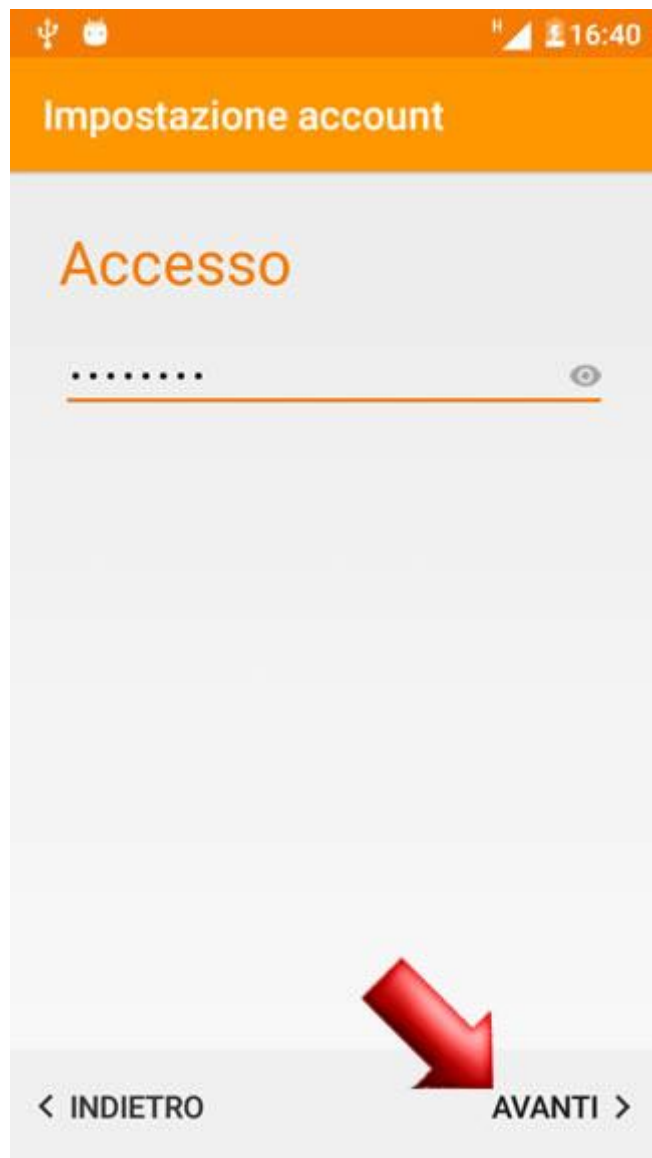 H 16:40
Impostazione account
Accesso
••••••••
< INDIETRO
AVANTI >